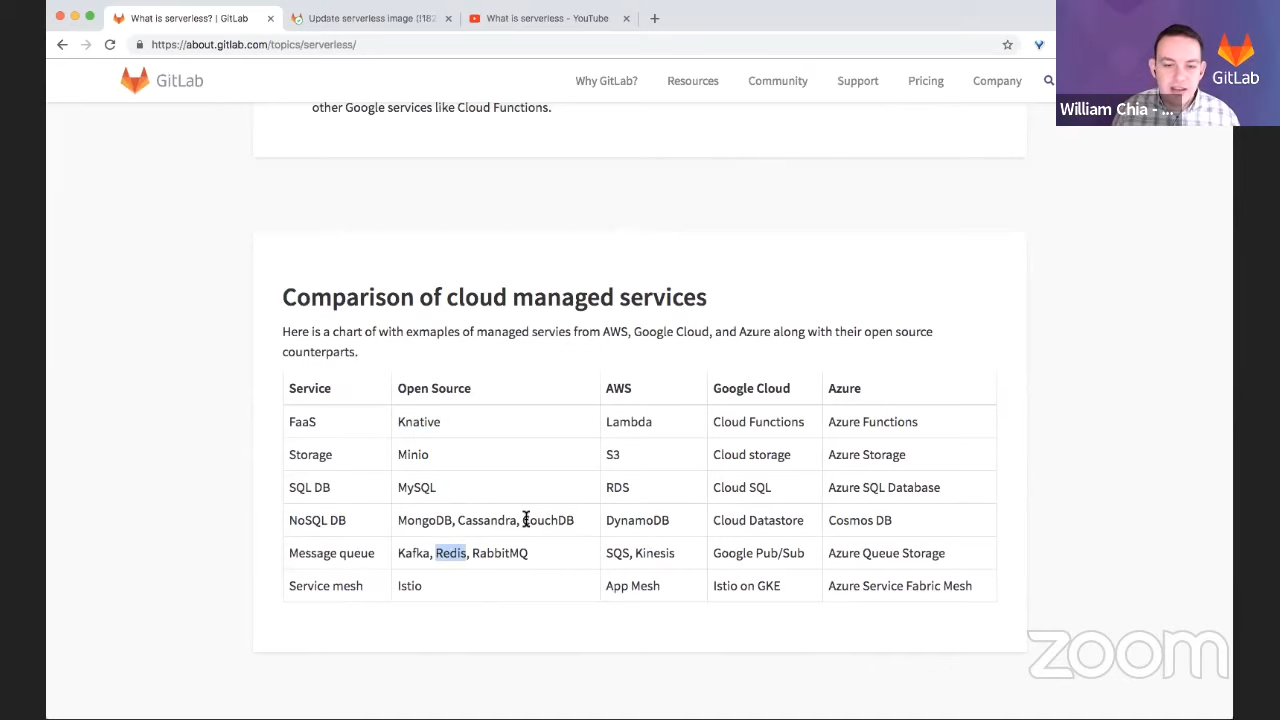 What is serverless? | GitLab
Update serverless image (!182
What is serverless - YouTube
https://about.gitlab.com/topics/serverless/
GitLab
Why GitLab?
Resources
Community
Support
Pricing
Company
GitLab
William Chia - ...
other Google services like Cloud Functions.
Comparison of cloud managed services
Here is a chart of with exmaples of managed servies from AWS, Google Cloud, and Azure along with their open source
counterparts.
Service Open Source AWS Google Cloud Azure
FaaS Knative Lambda Cloud Functions Azure Functions
Storage Minio S3 Cloud storage Azure Storage
SQL DB MySQL RDS Cloud SQL Azure SQL Database
NoSQL DB MongoDB, Cassandra, CouchDB DynamoDB Cloud Datastore Cosmos DB
Message queue Kafka, Redis, RabbitMQ SQS, Kinesis Google Pub/Sub Azure Queue Storage
Service mesh Istio App Mesh Istio on GKE Azure Service Fabric Mesh
zoom